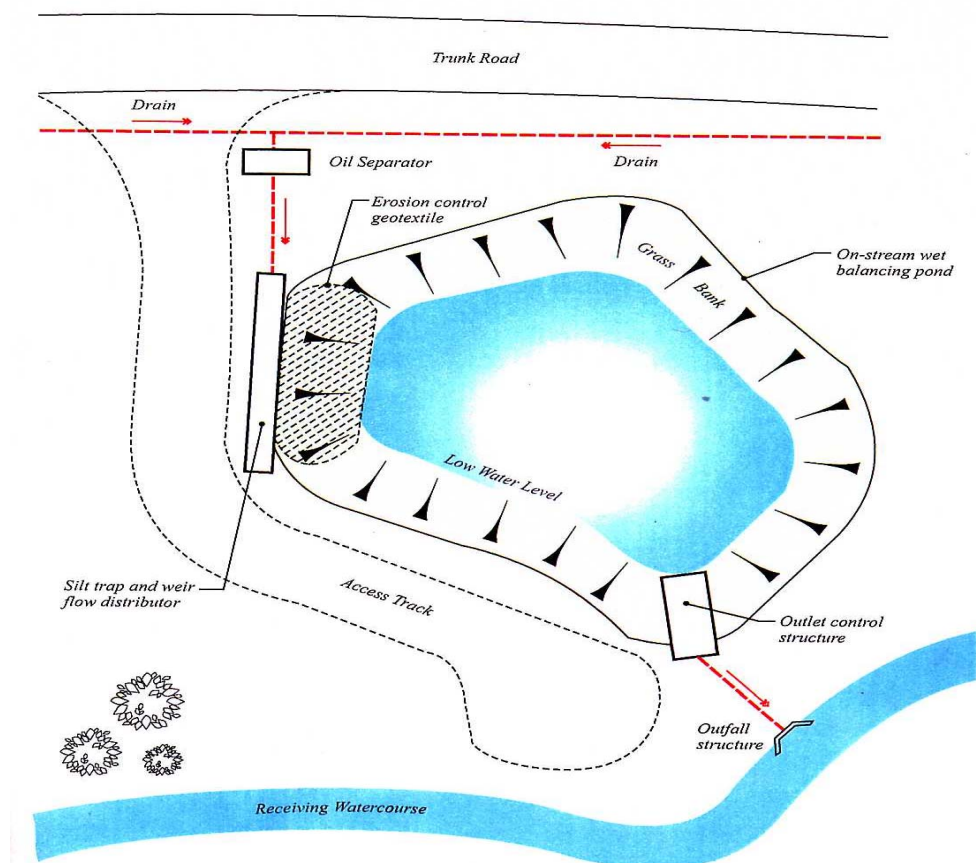 Trunk Road
Drain
Drain
Oil Separator
Erosion control
geotextile
Grass
Bank
On-stream wet
balancing pond
Low Water Level
Silt trap and weir
flow distributor
Access Track
Outlet control
structure
Outfall
structure
Receiving Watercourse